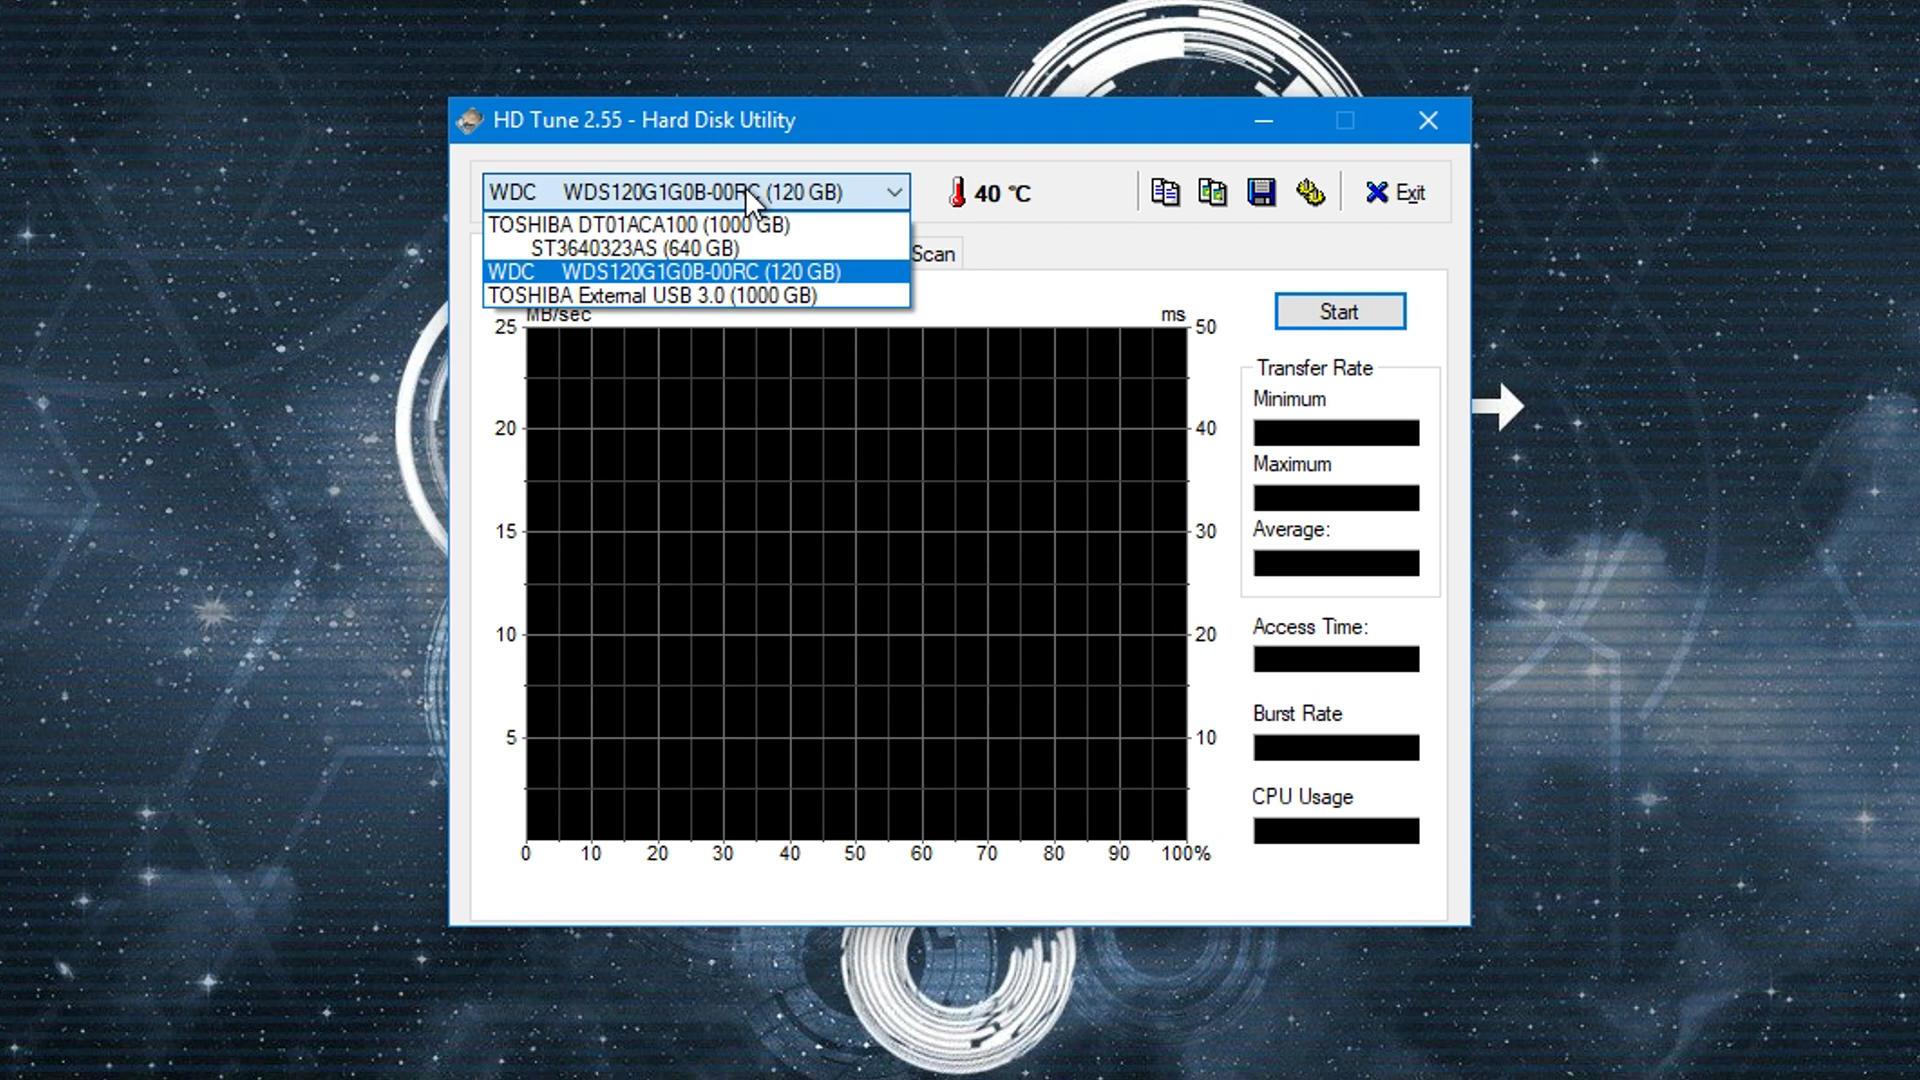 HD Tune 2.55 - Hard Disk Utility
WDC WDS120G1G0B-00RC (120 GB)
40 °C
Exit
TOSHIBA DT01ACA100 (1000 GB)
ST3640323AS (640 GB)
WDC WDS120G1G0B-00RC (120 GB)
TOSHIBA External USB 3.0 (1000 GB)
Scan
MB/sec
ms
25
20
15
10
5
50
40
30
20
10
0 10 20 30 40 50 60 70 80 90 100%
Start
Transfer Rate
Minimum
Maximum
Average:
Access Time:
Burst Rate
CPU Usage